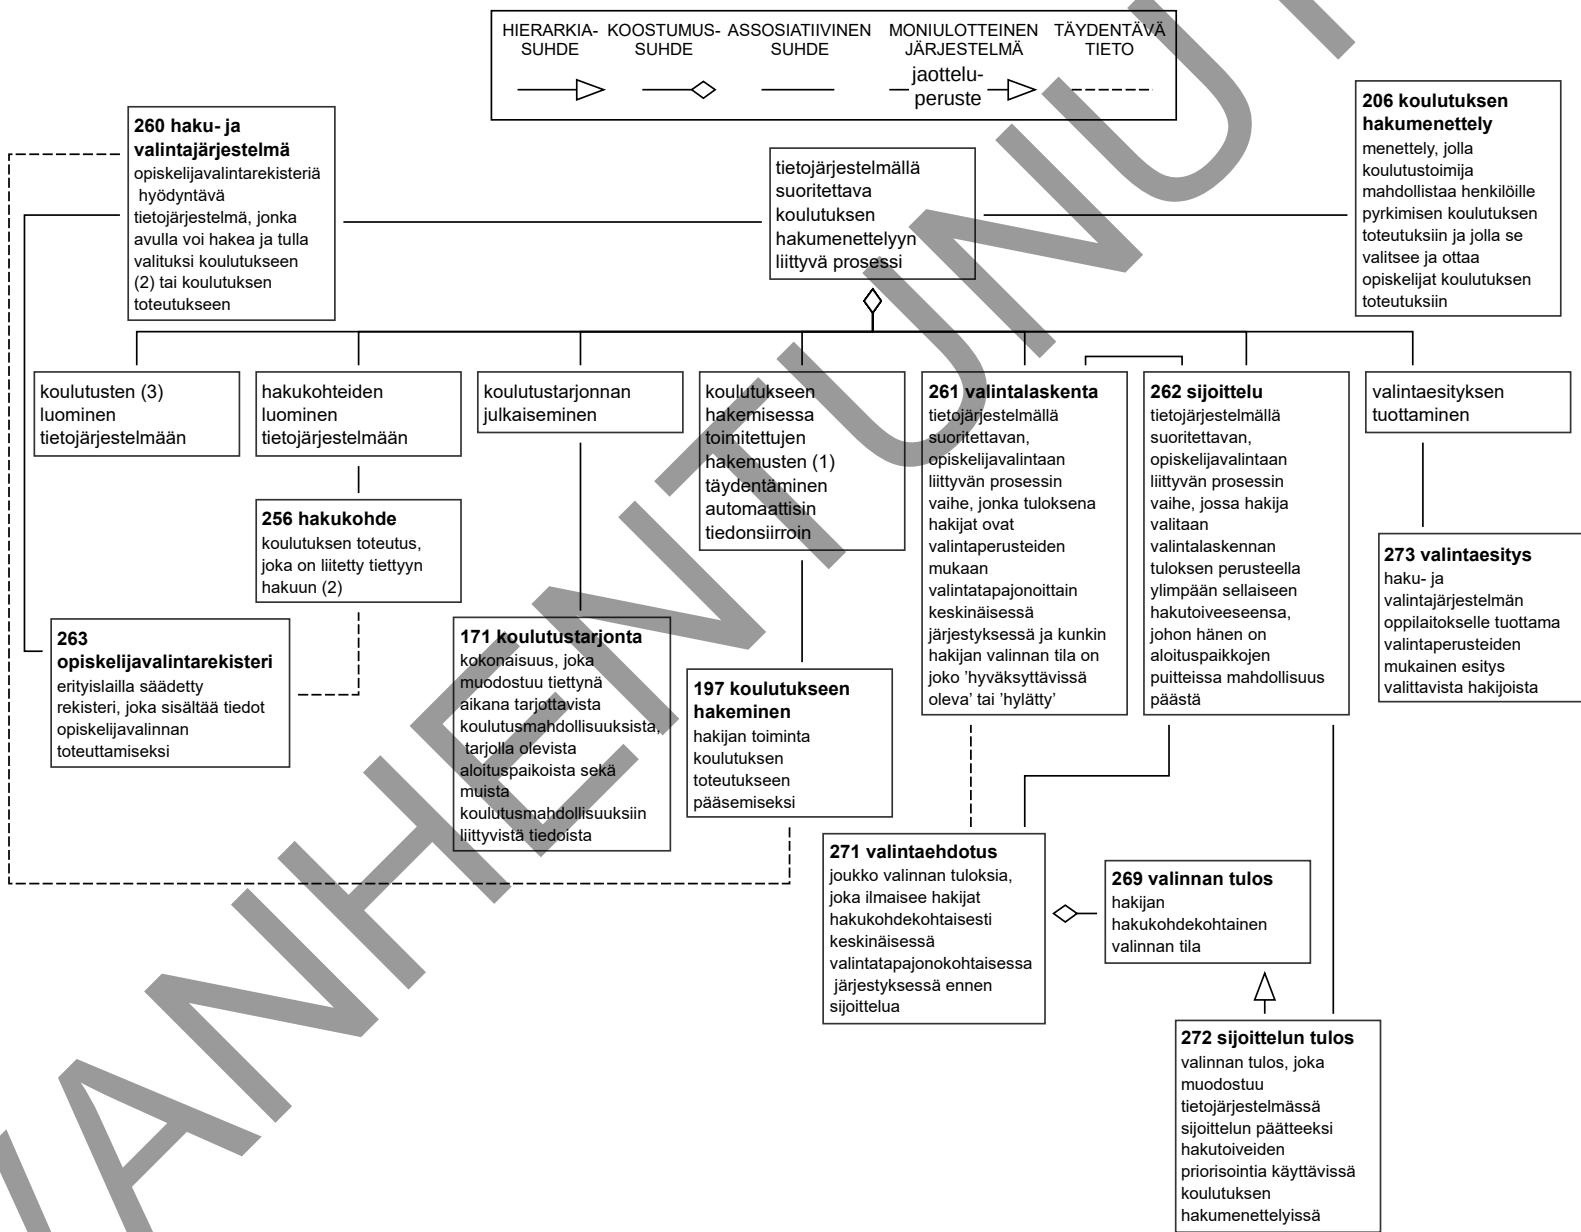 HIERARKIA-
SUHDE
KOOSTUMUS-
SUHDE
ASSOSIATIIVINEN
SUHDE
MONIULOTTEINEN
JÄRJESTELMÄ
TÄYDENTÄVÄ
TIETO
jaottelu-
peruste
260 haku- ja
valintajärjestelmä
opiskelijavalintarekisteriä
hyödyntävä
tietojärjestelmä, jonka
avulla voi hakea ja tulla
valituksi koulutukseen
(2) tai koulutuksen
toteutukseen
tietojärjestelmällä
suoritettava
koulutuksen
hakumenettelyyn
liittyvä prosessi
206 koulutuksen
hakumenettely
menettely, jolla
koulutustoimija
mahdollistaa henkilöille
pyrkimisen koulutuksen
toteutuksiin ja jolla se
valitsee ja ottaa
opiskelijat koulutuksen
toteutuksiin
koulutusten (3)
luominen
tietojärjestelmään
hakukohteiden
luominen
tietojärjestelmään
koulutustarjonnan
julkaiseminen
koulutukseen
hakemisessa
toimitettujen
hakemusten (1)
täydentäminen
automaattisin
tiedonsiirroin
261 valintalaskenta
tietojärjestelmällä
suoritettavan,
opiskelijavalintaan
liittyvän prosessin
vaihe, jonka tuloksena
hakijat ovat
valintaperusteiden
mukaan
valintatapajonoittain
keskinäisessä
järjestyksessä ja kunkin
hakijan valinnan tila on
joko ’hyväksyttävissä
oleva’ tai ’hylätty’
262 sijoittelu
tietojärjestelmällä
suoritettavan,
opiskelijavalintaan
liittyvän prosessin
vaihe, jossa hakija
valitaan
valintalaskennan
tuloksen perusteella
ylimpään sellaiseen
hakutoiveeseensa,
johon hänen on
aloituspaikkojen
puitteissa mahdollisuus
päästä
valintaesityksen
tuottaminen
256 hakukohde
koulutuksen toteutus,
joka on liitetty tiettyyn
hakuun (2)
273 valintaesitys
haku- ja
valintajärjestelmän
oppilaitokselle tuottama
valintaperusteiden
mukainen esitys
valittavista hakijoista
263
opiskelijavalintarekisteri
erityislailla säädetty
rekisteri, joka sisältää tiedot
opiskelijavalinnan
toteuttamiseksi
171 koulutustarjonta
kokonaisuus, joka
muodostuu tiettynä
aikana tarjottavista
koulutusmahdollisuuksista,
tarjolla olevista
aloituspaikoista sekä
muista
koulutusmahdollisuuksiin
liittyvistä tiedoista
197 koulutukseen
hakeminen
hakijan toiminta
koulutuksen
toteutukseen
pääsemiseksi
271 valintaehdotus
joukko valinnan tuloksia,
joka ilmaisee hakijat
hakukohdekohtaisesti
keskinäisessä
valintatapajonokohtaisessa
järjestyksessä ennen
sijoittelua
269 valinnan tulos
hakijan
hakukohdekohtainen
valinnan tila
272 sijoittelun tulos
valinnan tulos, joka
muodostuu
tietojärjestelmässä
sijoittelun päätteeksi
hakutoiveiden
priorisointia käyttävissä
koulutuksen
hakumenettelyissä
VANHENTUNUT